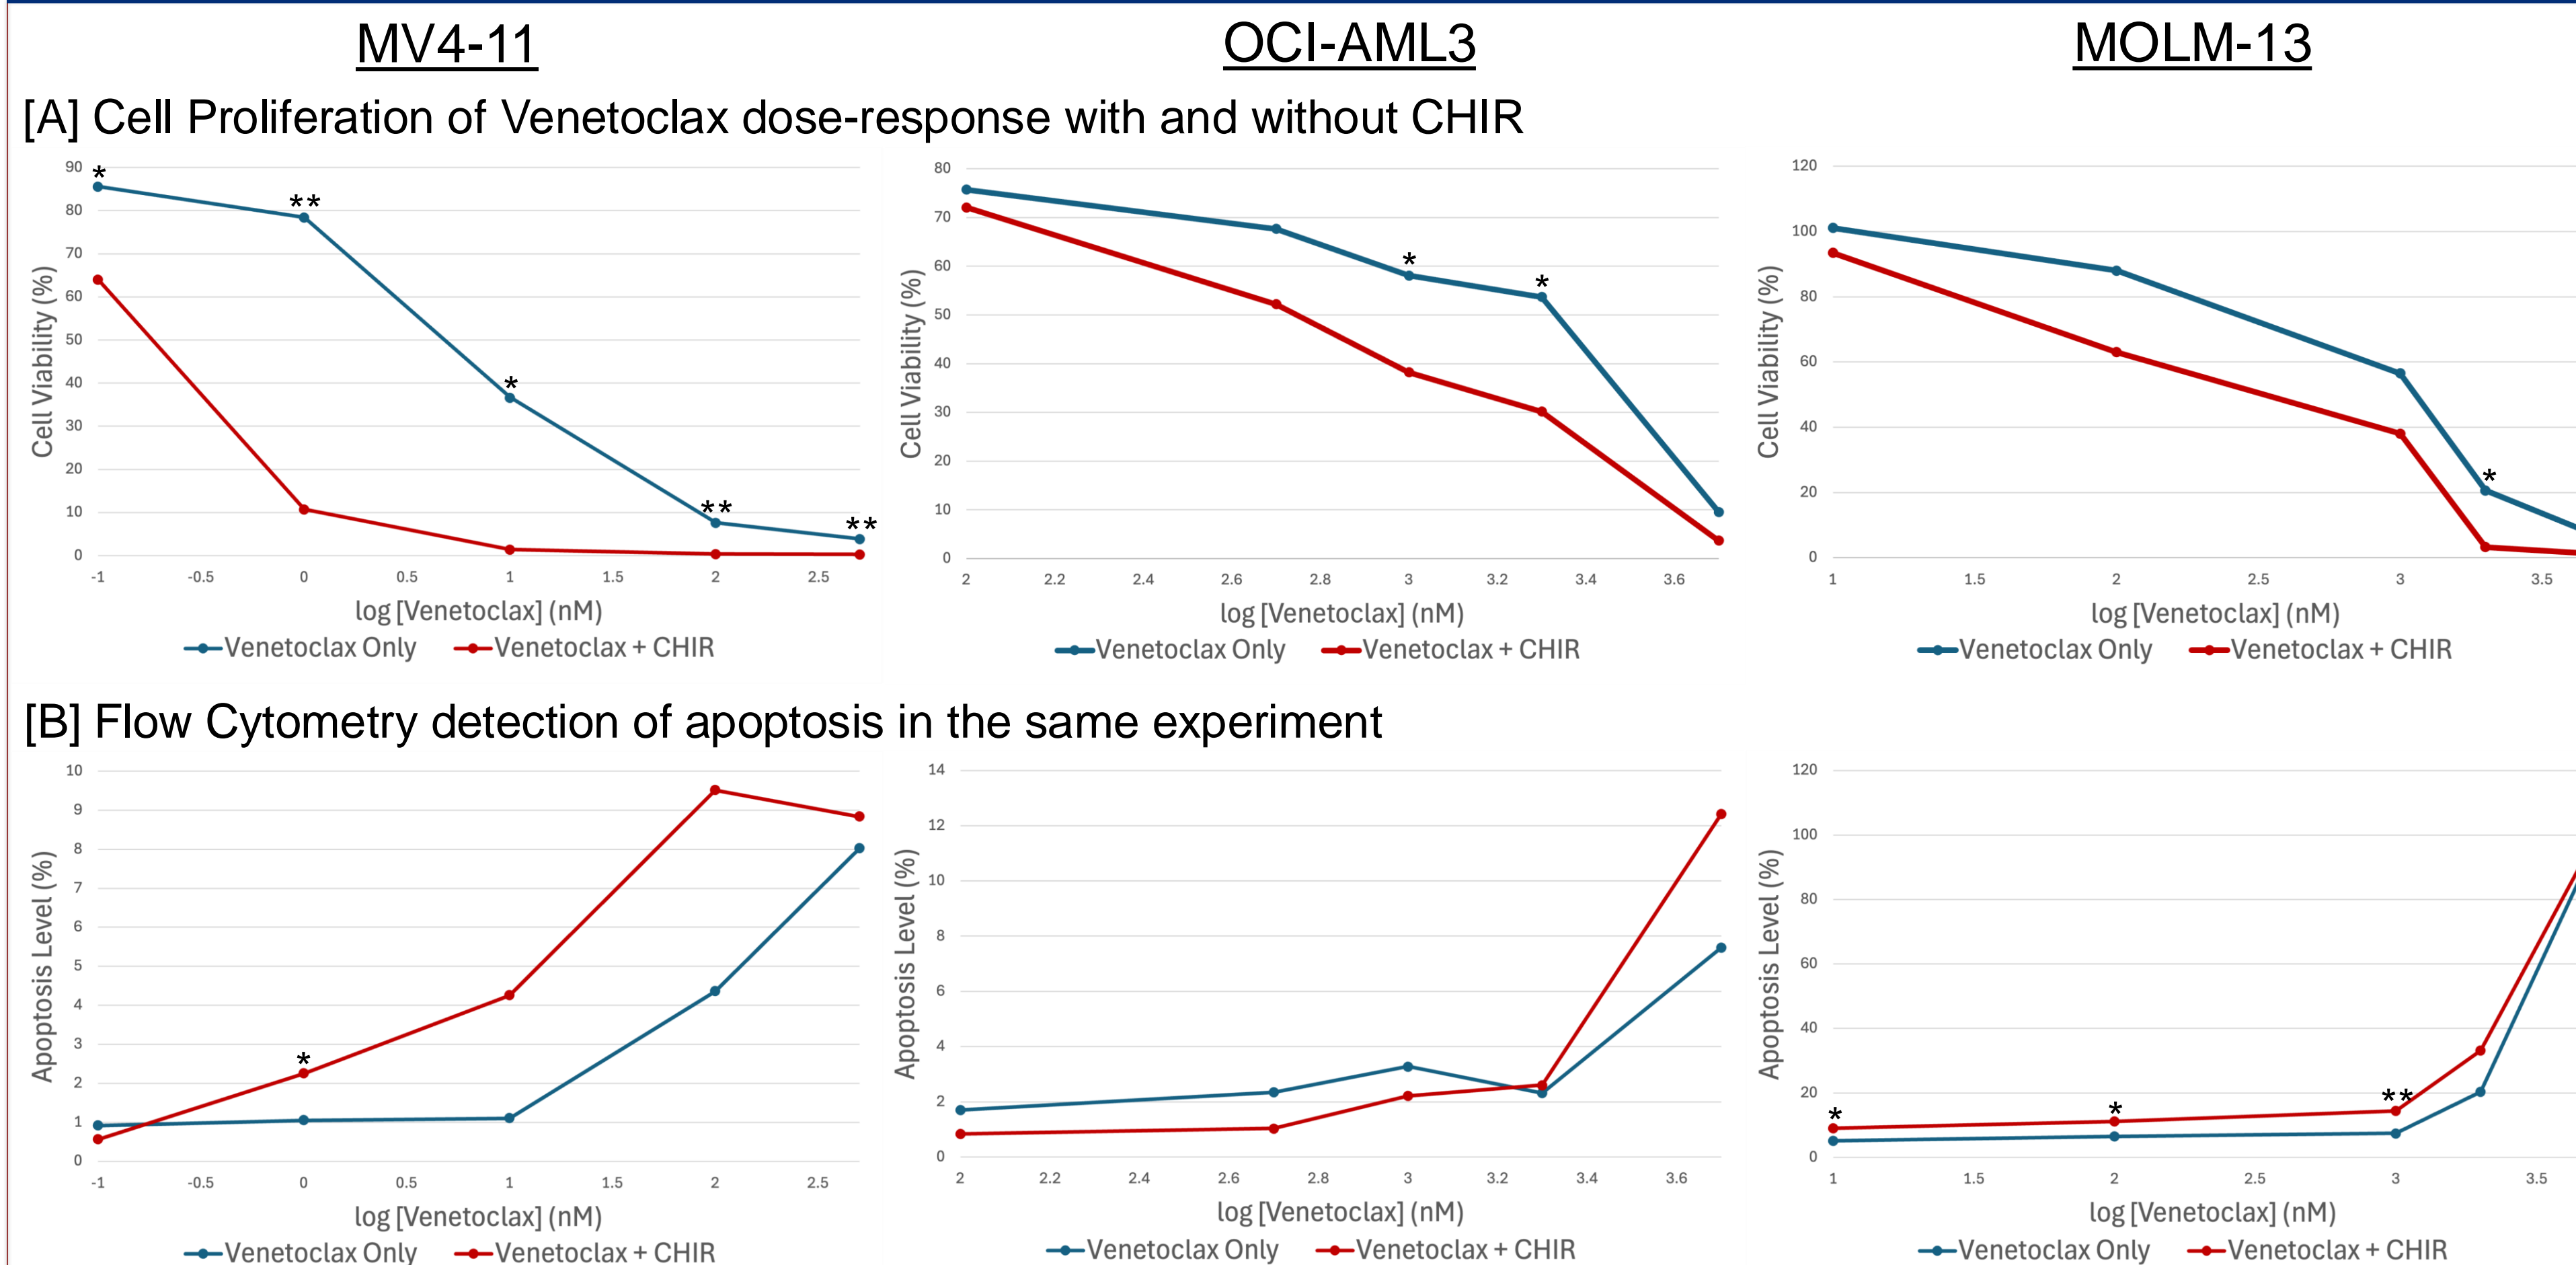 MV4-11
OCI-AML3
MOLM-13
[A] Cell Proliferation of Venetoclax dose-response with and without CHIR
Cell Viability (%)
90
80
70
60
50
40
30
20
10
0
*
**
*
**
**
-1 -0.5 0 0.5 1 1.5 2 2.5
log [Venetoclax] (nM)
Venetoclax Only Venetoclax + CHIR
Cell Viability (%)
80
70
60
50
40
30
20
10
0
*
*
2 2.2 2.4 2.6 2.8 3 3.2 3.4 3.6
log [Venetoclax] (nM)
Venetoclax Only Venetoclax + CHIR
Cell Viability (%)
120
100
80
60
40
20
0
*
1 1.5 2 2.5 3 3.5
log [Venetoclax] (nM)
Venetoclax Only Venetoclax + CHIR
[B] Flow Cytometry detection of apoptosis in the same experiment
Apoptosis Level (%)
10
9
8
7
6
5
4
3
2
1
0
*
-1 -0.5 0 0.5 1 1.5 2 2.5
log [Venetoclax] (nM)
Venetoclax Only Venetoclax + CHIR
Apoptosis Level (%)
14
12
10
8
6
4
2
0
2 2.2 2.4 2.6 2.8 3 3.2 3.4 3.6
log [Venetoclax] (nM)
Venetoclax Only Venetoclax + CHIR
Apoptosis Level (%)
120
100
80
60
40
20
0
*
*
**
1 1.5 2 2.5 3 3.5
log [Venetoclax] (nM)
Venetoclax Only Venetoclax + CHIR